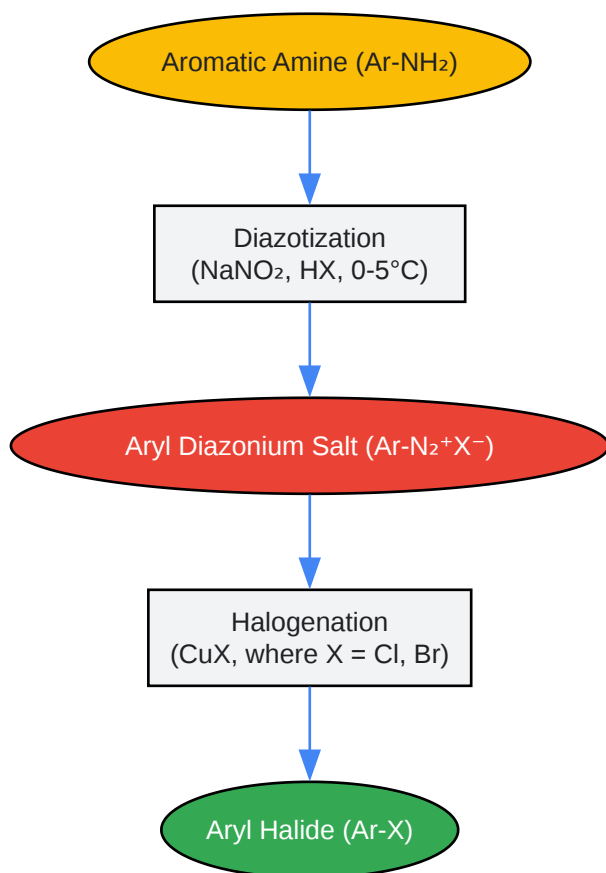 Aromatic Amine (Ar-NH₂)
Diazotization
(NaNO₂, HX, 0-5°C)
Aryl Diazonium Salt (Ar-N₂⁺X⁻)
Halogenation
(CuX, where X = Cl, Br)
Aryl Halide (Ar-X)